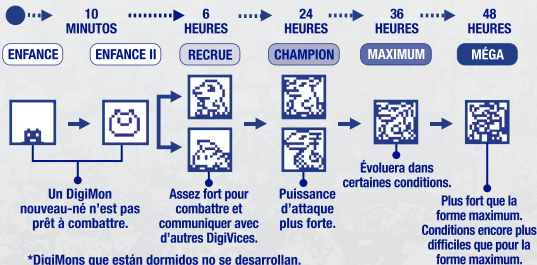 10
MINUTOS
6
HEURES
24
HEURES
36
HEURES
48
HEURES
ENFANCE
ENFANCE II
RECRUE
CHAMPION
MAXIMUM
MÉGA
Un DigiMon
nouveau-né n’est pas
prêt à combattre.
Assez fort pour
combattre et
communiquer avec
d’autres DigiVices.
Puissance
d’attaque
plus forte.
Évoluera dans
certaines conditions.
Plus fort que la
forme maximum.
Conditions encore plus
difficiles que pour la
forme maximum.
*DigiMons que están dormidos no se desarrollan.